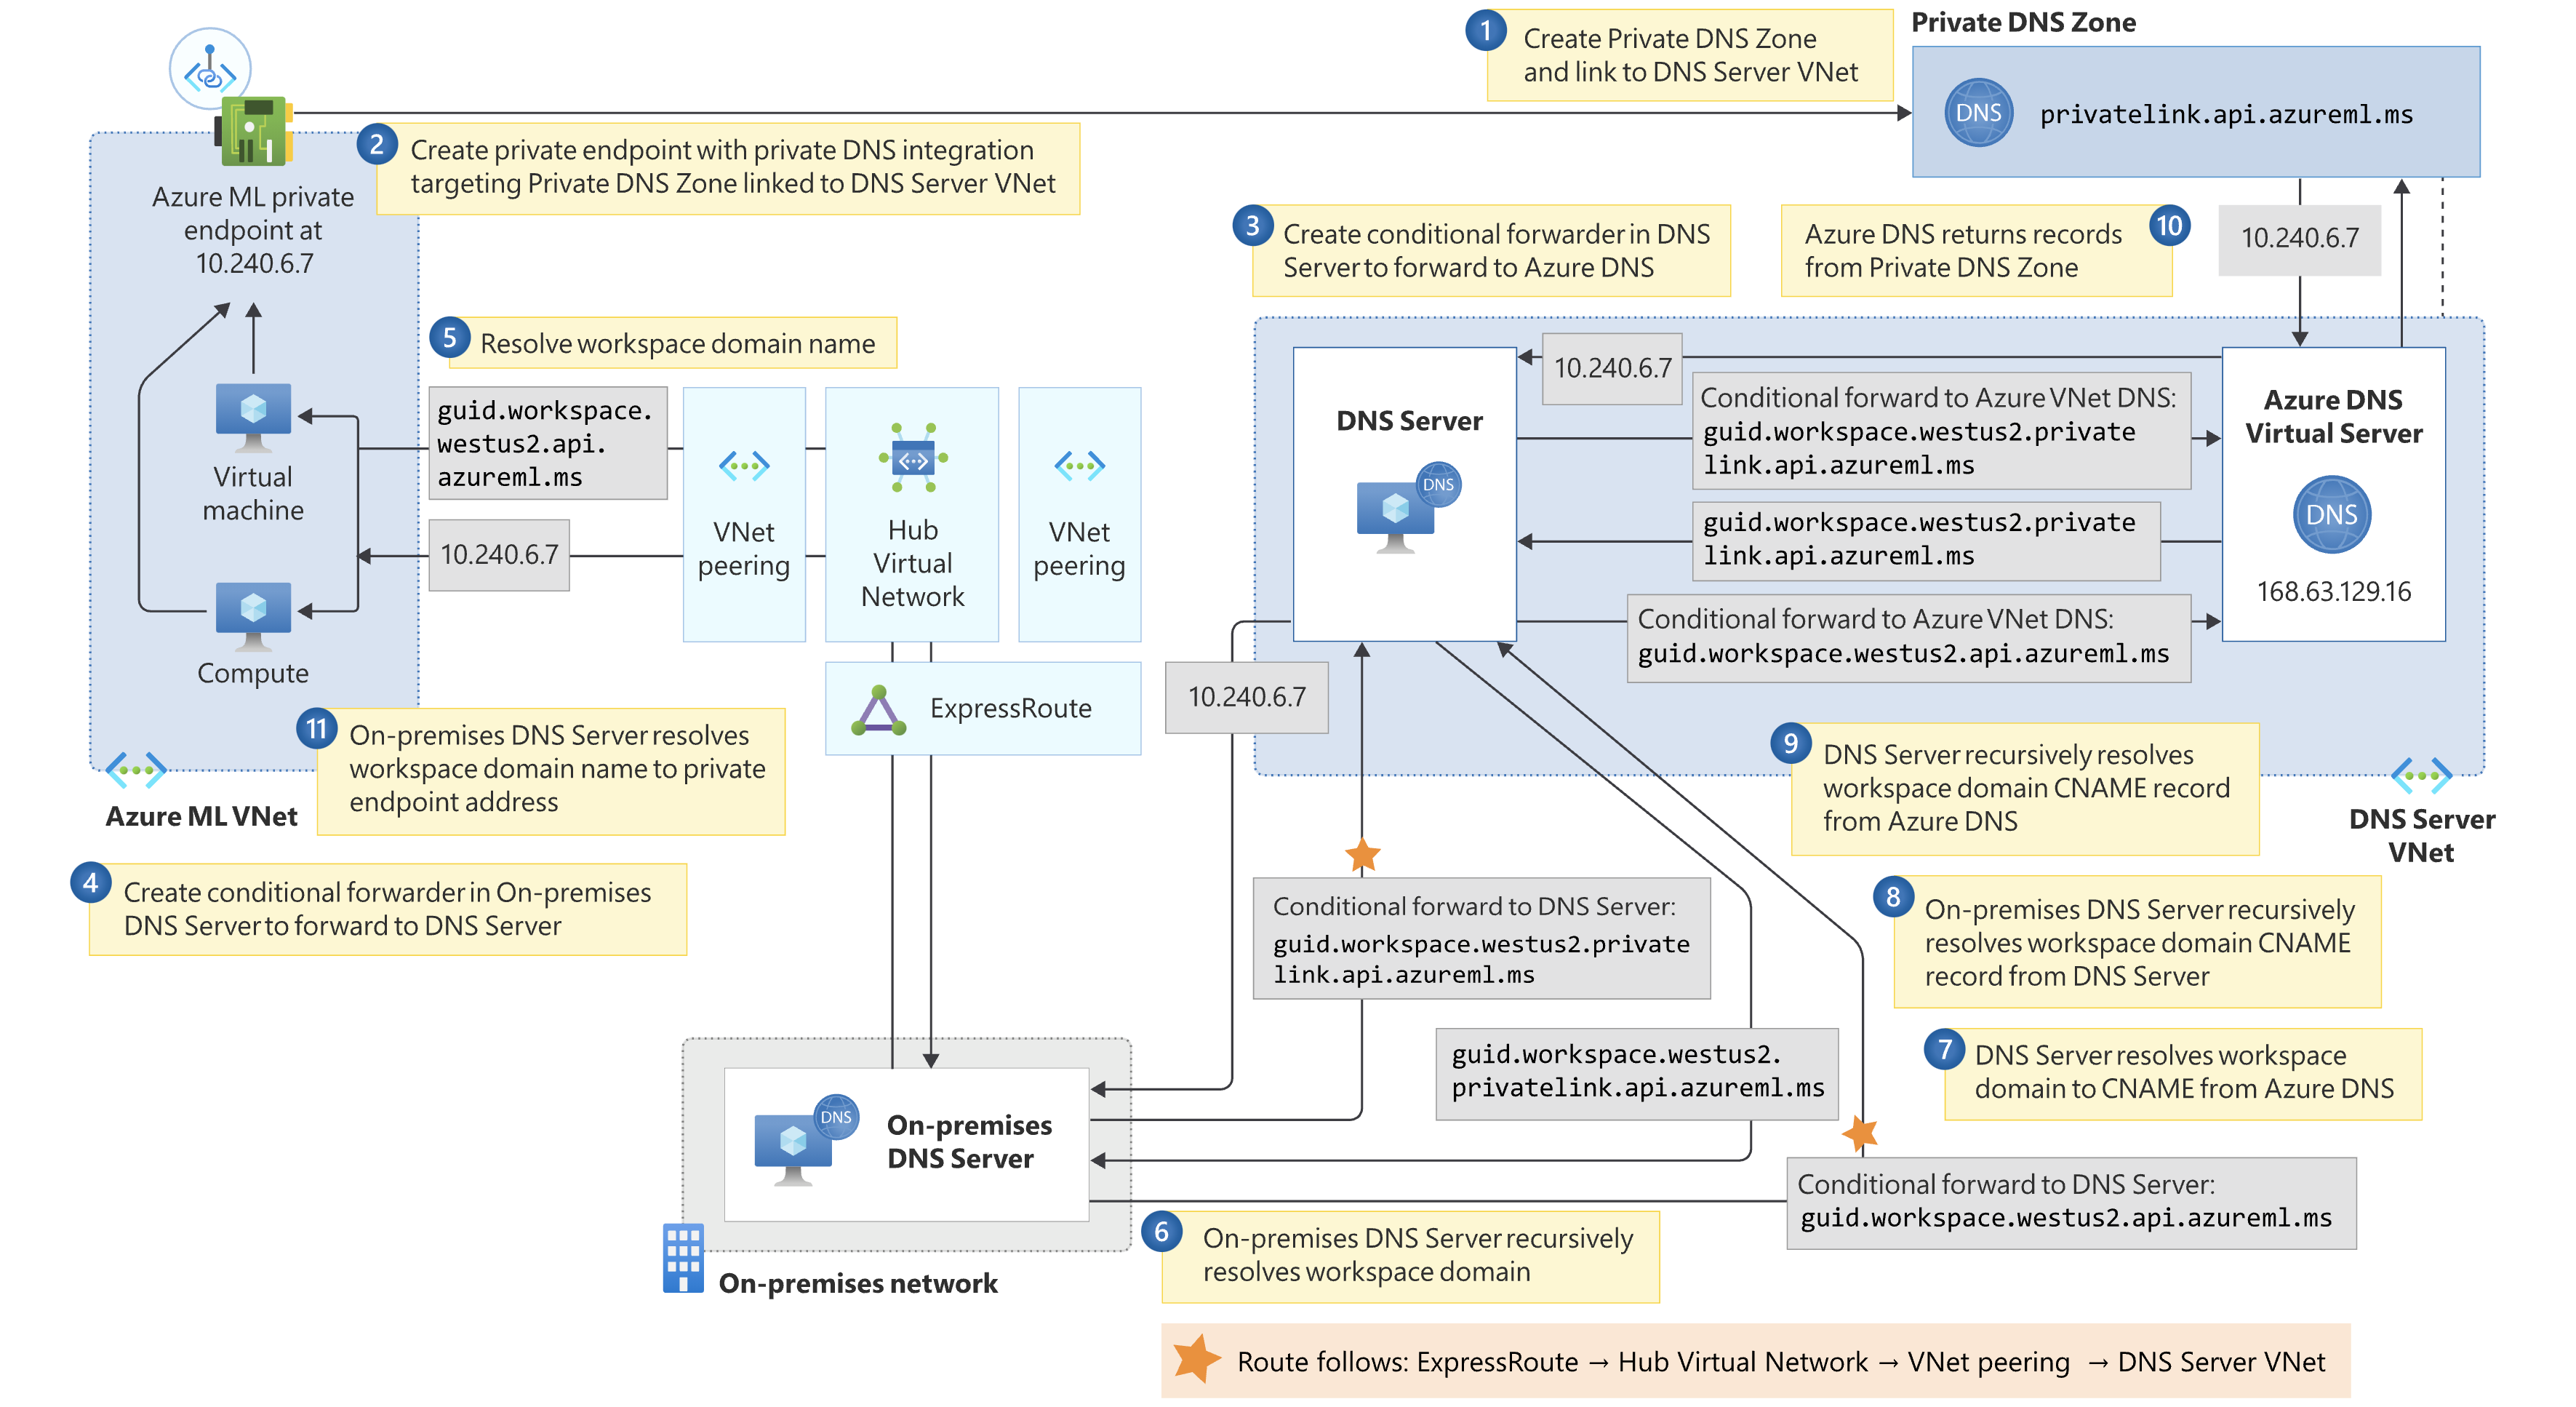 1
Create Private DNS Zone
and link to DNS Server VNet
Private DNS Zone
DNS
privatelink.api.azureml.ms
2
Create private endpoint with private DNS integration
targeting Private DNS Zone linked to DNS Server VNet
Azure ML private
endpoint at
10.240.6.7
3
Create conditional forwarder in DNS
Server to forward to Azure DNS
Azure DNS returns records
from Private DNS Zone
10
10.240.6.7
5
Resolve workspace domain name
guid.workspace.
westus2.api.
azureml.ms
10.240.6.7
Virtual
machine
Compute
VNet
peering
Hub
Virtual
Network
VNet
peering
ExpressRoute
DNS Server
DNS
10.240.6.7
Conditional forward to Azure VNet DNS:
guid.workspace.westus2.private
link.api.azureml.ms
guid.workspace.westus2.private
link.api.azureml.ms
Conditional forward to Azure VNet DNS:
guid.workspace.westus2.api.azureml.ms
Azure DNS
Virtual Server
DNS
168.63.129.16
10.240.6.7
11
On-premises DNS Server resolves
workspace domain name to private
endpoint address
Azure ML VNet
9
DNS Server recursively resolves
workspace domain CNAME record
from Azure DNS
DNS Server
VNet
4
Create conditional forwarder in On-premises
DNS Server to forward to DNS Server
Conditional forward to DNS Server:
guid.workspace.westus2.private
link.api.azureml.ms
8
On-premises DNS Server recursively
resolves workspace domain CNAME
record from DNS Server
guid.workspace.westus2.
privatelink.api.azureml.ms
7
DNS Server resolves workspace
domain to CNAME from Azure DNS
DNS
On-premises
DNS Server
Conditional forward to DNS Server:
guid.workspace.westus2.api.azureml.ms
6
On-premises DNS Server recursively
resolves workspace domain
On-premises network
Route follows: ExpressRoute → Hub Virtual Network → VNet peering → DNS Server VNet